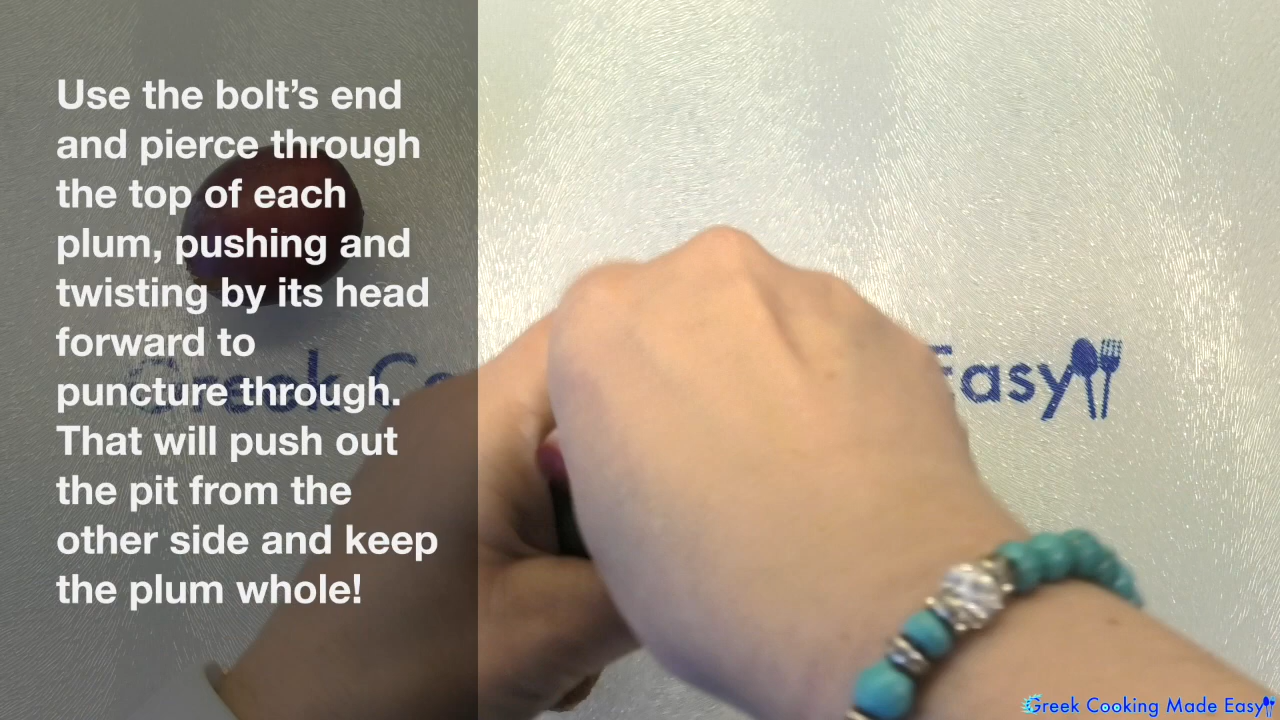 Use the bolt’s end
and pierce through
the top of each
plum, pushing and
twisting by its head
forward to
puncture through.
That will push out
the pit from the
other side and keep
the plum whole!
Greek Co
Easy
Greek Cooking Made Easy